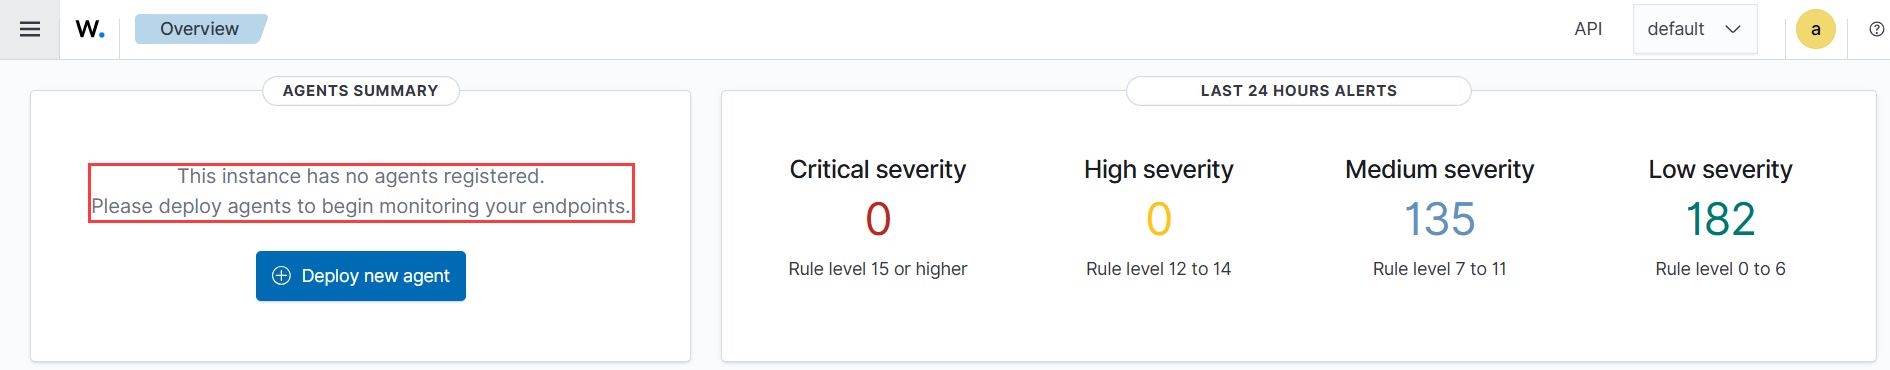 W.
Overview
API
default
a
AGENTS SUMMARY
This instance has no agents registered.
Please deploy agents to begin monitoring your endpoints.
Deploy new agent
LAST 24 HOURS ALERTS
Critical severity
0
Rule level 15 or higher
High severity
0
Rule level 12 to 14
Medium severity
135
Rule level 7 to 11
Low severity
182
Rule level 0 to 6